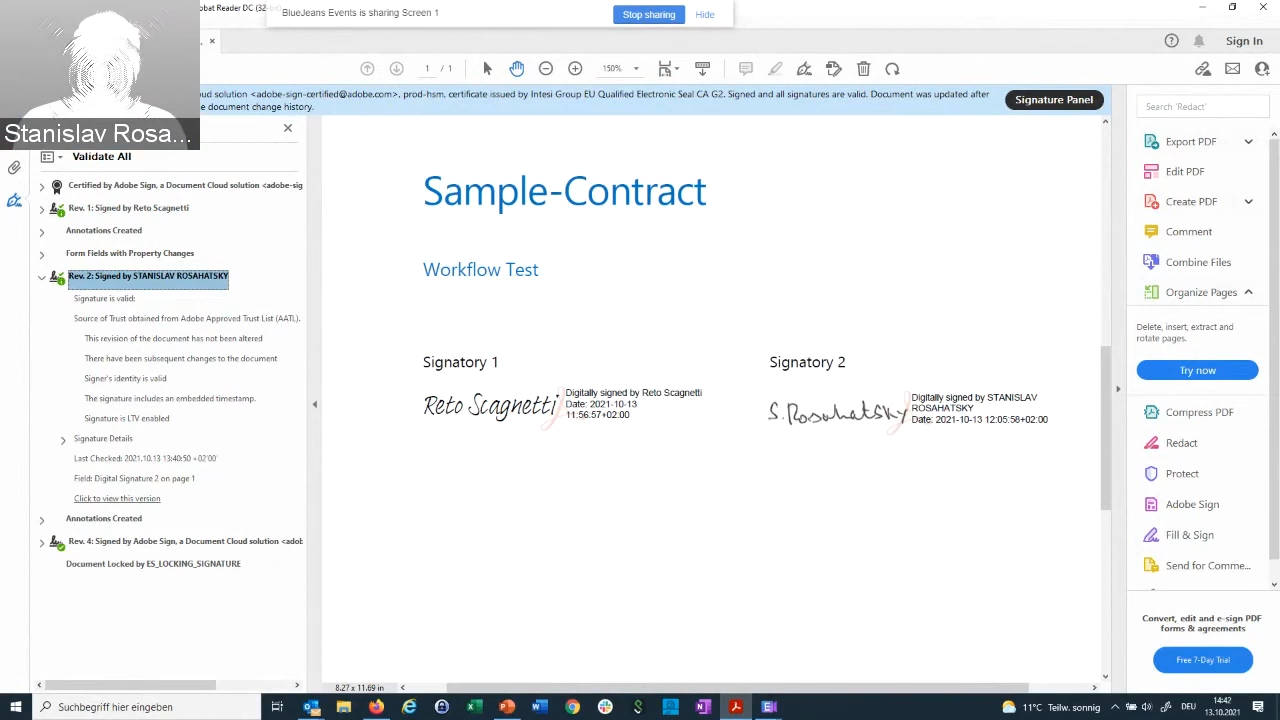 obat Reader DC (32-bit
BlueJeans Events is sharing Screen 1
Stop sharing
Hide
Sign In
1 / 1
150%
oud solution <adobe-sign-certified@adobe.com>, prod-hsm, certificate issued by Intesi Group EU Qualified Electronic Seal CA G2. Signed and all signatures are valid. Document was updated after
e document change history.
Signature Panel
Stanislav Rosa...
Validate All
Certified by Adobe Sign, a Document Cloud solution <adobe-sig
Rev. 1: Signed by Reto Scagnetti
Annotations Created
Form Fields with Property Changes
Rev. 2: Signed by STANISLAV ROSAHATSKY
Signature is valid:
Source of Trust obtained from Adobe Approved Trust List (AATL).
This revision of the document has not been altered
There have been subsequent changes to the document
Signer's identity is valid
The signature includes an embedded timestamp.
Signature is LTV enabled
Signature Details
Last Checked: 2021.10.13 13:40:50 +02'00'
Field: Digital Signature 2 on page 1
Click to view this version
Annotations Created
Rev. 4: Signed by Adobe Sign, a Document Cloud solution <adob
Document Locked by ES_LOCKING_SIGNATURE
Sample-Contract
Workflow Test
Signatory 1
Reto Scagnetti
Digitally signed by Reto Scagnetti
Date: 2021-10-13
11:56:57+02:00
Signatory 2
S. Rosahatsky
Digitally signed by STANISLAV
ROSAHATSKY
Date: 2021-10-13 12:05:58+02:00
8.27 x 11.69 in
Search 'Redact'
Export PDF
Edit PDF
Create PDF
Comment
Combine Files
Organize Pages
Delete, insert, extract and
rotate pages.
Try now
Compress PDF
Redact
Protect
Adobe Sign
Fill & Sign
Send for Comme...
Convert, edit and e-sign PDF
forms & agreements
Free 7-Day Trial
Suchbegriff hier eingeben
11°C Teilw. sonnig
DEU
14:42
13.10.2021